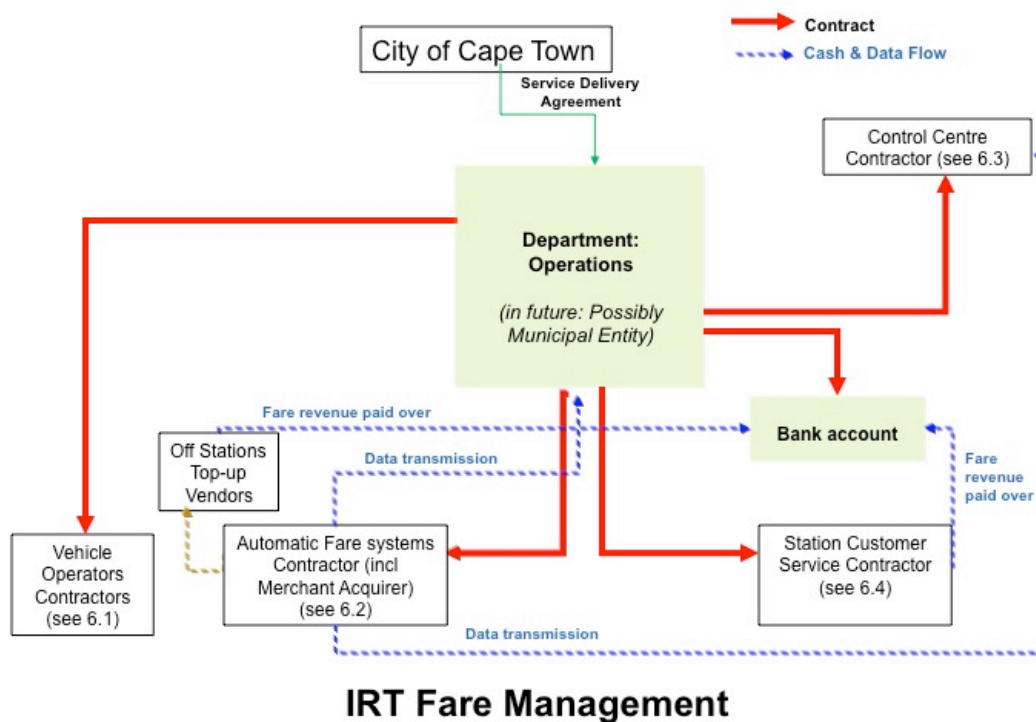 Contract
Cash & Data Flow
City of Cape Town
Service Delivery
Agreement
Control Centre
Contractor (see 6.3)
Department:
Operations
(in future: Possibly
Municipal Entity)
Fare revenue paid over
Bank account
Off Stations
Top-up
Vendors
Data transmission
Fare
revenue
paid over
Vehicle
Operators
Contractors
(see 6.1)
Automatic Fare systems
Contractor (incl
Merchant Acquirer)
(see 6.2)
Station Customer
Service Contractor
(see 6.4)
Data transmission
IRT Fare Management